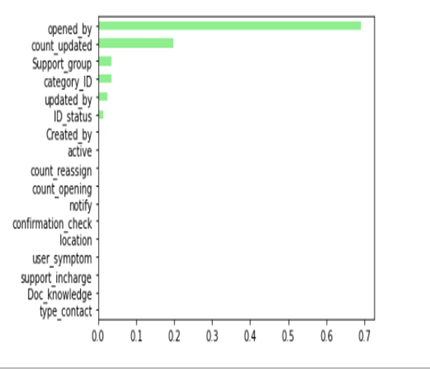 opened_by
count_updated
Support_group
category_ID
updated_by
ID_status
Created_by
active
count_reassign
count_opening
notify
confirmation_check
location
user_symptom
support_incharge
Doc_knowledge
type_contact
0.0 0.1 0.2 0.3 0.4 0.5 0.6 0.7